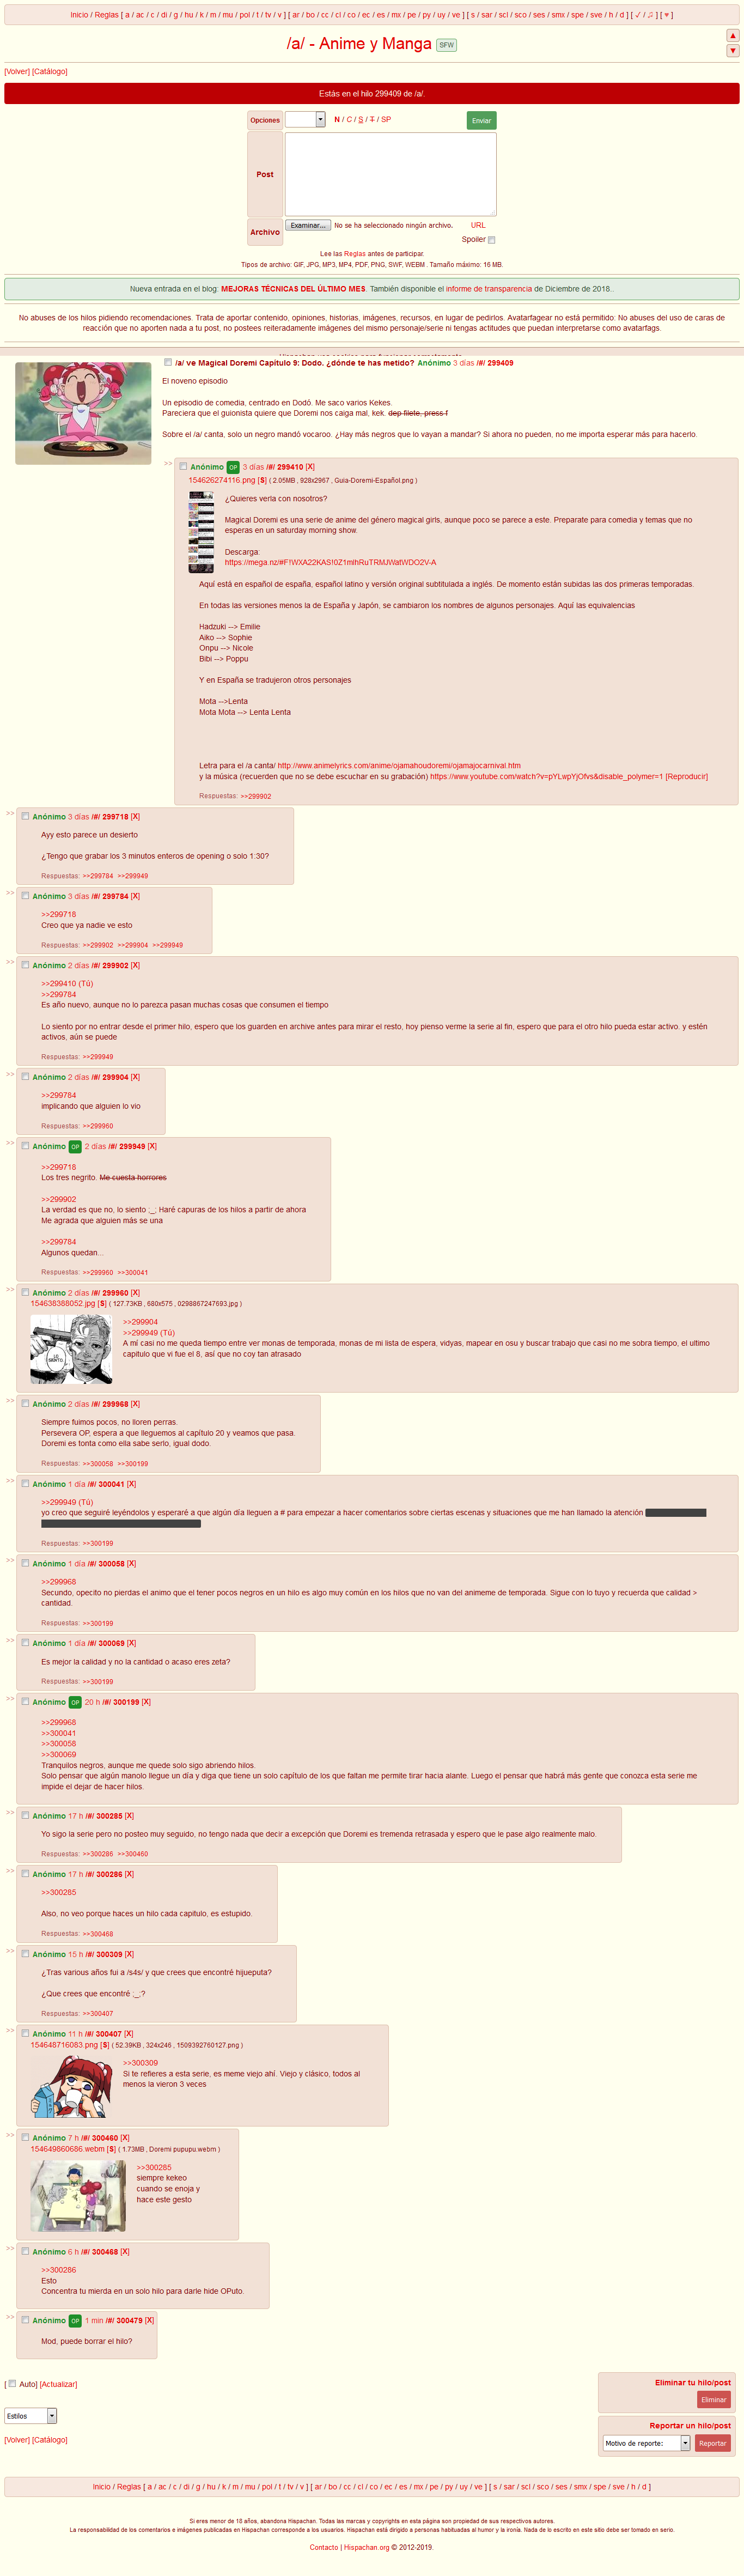 Inicio / Reglas [ a / ac / c / di / g / hu / k / m / mu / pol / t / tv / v ] [ ar / bo / cc / cl / co / ec / es / mx / pe / py / uy / ve ] [ s / sar / scl / sco / ses / smx / spe / sve / h / d ] [ ✓ / ♫ ] [ ♥ ]
/a/ - Anime y Manga SFW
▲
▼
[Volver] [Catálogo]
Estás en el hilo 299409 de /a/.
Opciones N / C / S / T / SP Enviar
Post
Archivo Examinar... No se ha seleccionado ningún archivo. URL
Spoiler
Lee las Reglas antes de participar.
Tipos de archivo: GIF, JPG, MP3, MP4, PDF, PNG, SWF, WEBM . Tamaño máximo: 16 MB.
Nueva entrada en el blog: MEJORAS TÉCNICAS DEL ÚLTIMO MES. También disponible el informe de transparencia de Diciembre de 2018..
No abuses de los hilos pidiendo recomendaciones. Trata de aportar contenido, opiniones, historias, imágenes, recursos, en lugar de pedirlos. Avatarfagear no está permitido: No abuses del uso de caras de
reacción que no aporten nada a tu post, no postees reiteradamente imágenes del mismo personaje/serie ni tengas actitudes que puedan interpretarse como avatarfags.
/a/ ve Magical Doremi Capítulo 9: Dodo, ¿dónde te has metido? Anónimo 3 días /#/ 299409
El noveno episodio
Un episodio de comedia, centrado en Dodó. Me saco varios Kekes.
Pareciera que el guionista quiere que Doremi nos caiga mal, kek. dep filete, press f
Sobre el /a/ canta, solo un negro mandó vocaroo. ¿Hay más negros que lo vayan a mandar? Si ahora no pueden, no me importa esperar más para hacerlo.
>> Anónimo OP 3 días /#/ 299410 [X]
154626274116.png [S] ( 2.05MB , 928x2967 , Guia-Doremi-Español.png )
¿Quieres verla con nosotros?
Magical Doremi es una serie de anime del género magical girls, aunque poco se parece a este. Preparate para comedia y temas que no
esperas en un saturday morning show.
Descarga:
Aquí está en español de españa, español latino y versión original subtitulada a inglés. De momento están subidas las dos primeras temporadas.
En todas las versiones menos la de España y Japón, se cambiaron los nombres de algunos personajes. Aquí las equivalencias
Hadzuki --> Emilie
Aiko --> Sophie
Onpu --> Nicole
Bibi --> Poppu
Y en España se tradujeron otros personajes
Mota -->Lenta
Mota Mota --> Lenta Lenta
Letra para el /a canta/ http://www.animelyrics.com/anime/ojamahoudoremi/ojamajocarnival.htm
y la música (recuerden que no se debe escuchar en su grabación) https://www.youtube.com/watch?v=pYLwpYjOfvs&disable_polymer=1 [Reproducir]
Respuestas: >>299902
>> Anónimo 3 días /#/ 299718 [X]
Ayy esto parece un desierto
¿Tengo que grabar los 3 minutos enteros de opening o solo 1:30?
Respuestas: >>299784 >>299949
>> Anónimo 3 días /#/ 299784 [X]
>>299718
Creo que ya nadie ve esto
Respuestas: >>299902 >>299904 >>299949
>> Anónimo 2 días /#/ 299902 [X]
>>299410 (Tú)
>>299784
Es año nuevo, aunque no lo parezca pasan muchas cosas que consumen el tiempo
Lo siento por no entrar desde el primer hilo, espero que los guarden en archive antes para mirar el resto, hoy pienso verme la serie al fin, espero que para el otro hilo pueda estar activo. y estén
activos, aún se puede
Respuestas: >>299949
>> Anónimo 2 días /#/ 299904 [X]
>>299784
implicando que alguien lo vio
Respuestas: >>299960
>> Anónimo OP 2 días /#/ 299949 [X]
>>299718
Los tres negrito. Me cuesta horrores
>>299902
La verdad es que no, lo siento ;_; Haré capuras de los hilos a partir de ahora
Me agrada que alguien más se una
>>299784
Algunos quedan...
Respuestas: >>299960 >>300041
>> Anónimo 2 días /#/ 299960 [X]
154638388052.jpg [S] ( 127.73KB , 680x575 , 0298867247693.jpg )
LO SIENTO.
>>299904
>>299949 (Tú)
A mí casi no me queda tiempo entre ver monas de temporada, monas de mi lista de espera, vidyas, mapear en osu y buscar trabajo que casi no me sobra tiempo, el ultimo
capitulo que vi fue el 8, así que no coy tan atrasado
>> Anónimo 2 días /#/ 299968 [X]
Siempre fuimos pocos, no lloren perras.
Persevera OP, espera a que lleguemos al capítulo 20 y veamos que pasa.
Doremi es tonta como ella sabe serlo, igual dodo.
Respuestas: >>300058 >>300199
>> Anónimo 1 día /#/ 300041 [X]
>>299949 (Tú)
yo creo que seguiré leyéndolos y esperaré a que algún día lleguen a # para empezar a hacer comentarios sobre ciertas escenas y situaciones que me han llamado la atención
Respuestas: >>300199
>> Anónimo 1 día /#/ 300058 [X]
>>299968
Secundo, opecito no pierdas el animo que el tener pocos negros en un hilo es algo muy común en los hilos que no van del animeme de temporada. Sigue con lo tuyo y recuerda que calidad >
cantidad.
Respuestas: >>300199
>> Anónimo 1 día /#/ 300069 [X]
Es mejor la calidad y no la cantidad o acaso eres zeta?
Respuestas: >>300199
>> Anónimo OP 20 h /#/ 300199 [X]
>>299968
>>300041
>>300058
>>300069
Tranquilos negros, aunque me quede solo sigo abriendo hilos.
Solo pensar que algún manolo llegue un día y diga que tiene un solo capítulo de los que faltan me permite tirar hacia alante. Luego el pensar que habrá más gente que conozca esta serie me
impide el dejar de hacer hilos.
>> Anónimo 17 h /#/ 300285 [X]
Yo sigo la serie pero no posteo muy seguido, no tengo nada que decir a excepción que Doremi es tremenda retrasada y espero que le pase algo realmente malo.
Respuestas: >>300286 >>300460
>> Anónimo 17 h /#/ 300286 [X]
>>300285
Also, no veo porque haces un hilo cada capítulo, es estupido.
Respuestas: >>300468
>> Anónimo 15 h /#/ 300309 [X]
¿Tras various años fui a /s4s/ y que crees que encontré hijueputa?
¿Que crees que encontré ;_;?
Respuestas: >>300407
>> Anónimo 11 h /#/ 300407 [X]
154648716083.png [S] ( 52.39KB , 324x246 , 1509392760127.png )
>>300309
Si te refieres a esta serie, es meme viejo ahí. Viejo y clásico, todos al
menos la vieron 3 veces
>> Anónimo 7 h /#/ 300460 [X]
154649860686.webm [S] ( 1.73MB , Doremi pupupu.webm )
>>300285
siempre kekeo
cuando se enoja y
hace este gesto
>> Anónimo 6 h /#/ 300468 [X]
>>300286
Esto
Concentra tu mierda en un solo hilo para darle hide OPuto.
>> Anónimo OP 1 min /#/ 300479 [X]
Mod, puede borrar el hilo?
[ Auto] [Actualizar]
Eliminar tu hilo/post
Eliminar
Estilos
Reportar un hilo/post
Motivo de reporte: Reportar
[Volver] [Catálogo]
Inicio / Reglas [ a / ac / c / di / g / hu / k / m / mu / pol / t / tv / v ] [ ar / bo / cc / cl / co / ec / es / mx / pe / py / uy / ve ] [ s / sar / scl / sco / ses / smx / spe / sve / h / d ]
Si eres menor de 18 años, abandona Hispachan. Todas las marcas y copyrights en esta página son propiedad de sus respectivos autores.
La responsabilidad de los comentarios e imágenes publicadas en Hispachan corresponde a los usuarios. Hispachan está dirigido a personas habituadas al humor y la ironía. Nada de lo escrito en este sitio debe ser tomado en serio.
Contacto | Hispachan.org © 2012-2019.